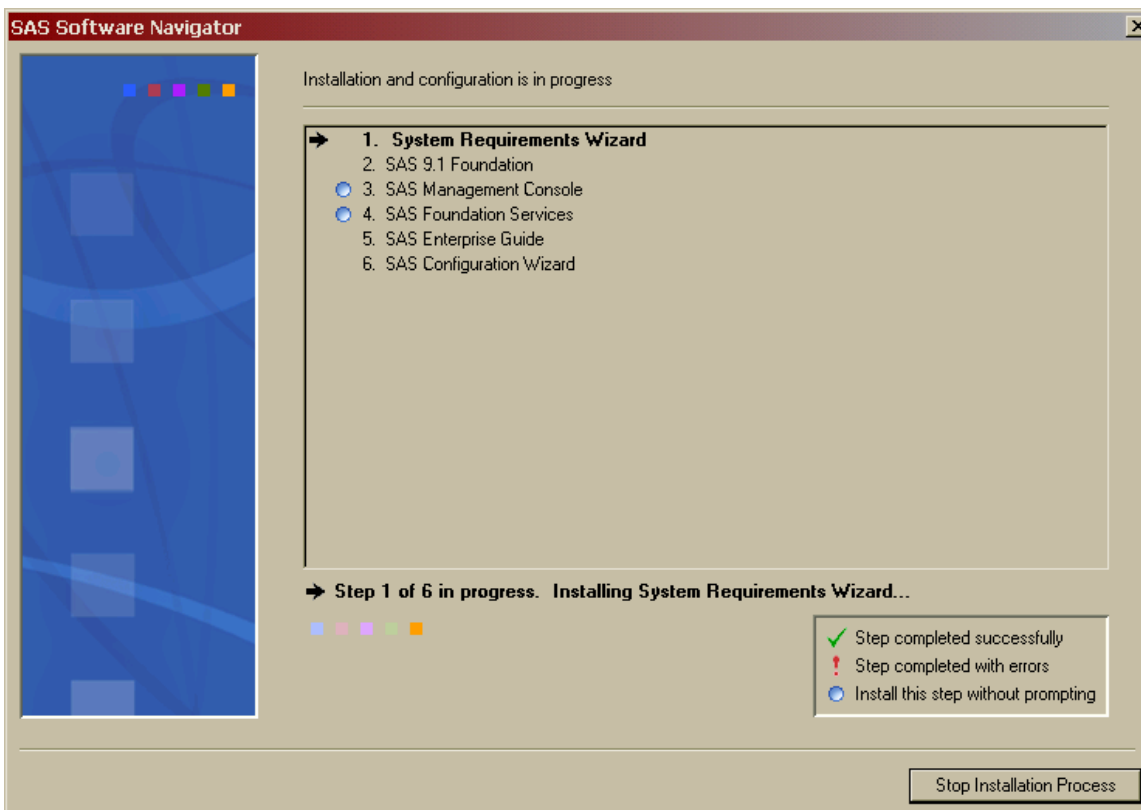 SAS Software Navigator
Installation and configuration is in progress
1. System Requirements Wizard
2. SAS 9.1 Foundation
3. SAS Management Console
4. SAS Foundation Services
5. SAS Enterprise Guide
6. SAS Configuration Wizard
Step 1 of 6 in progress. Installing System Requirements Wizard...
Step completed successfully
Step completed with errors
Install this step without prompting
Stop Installation Process